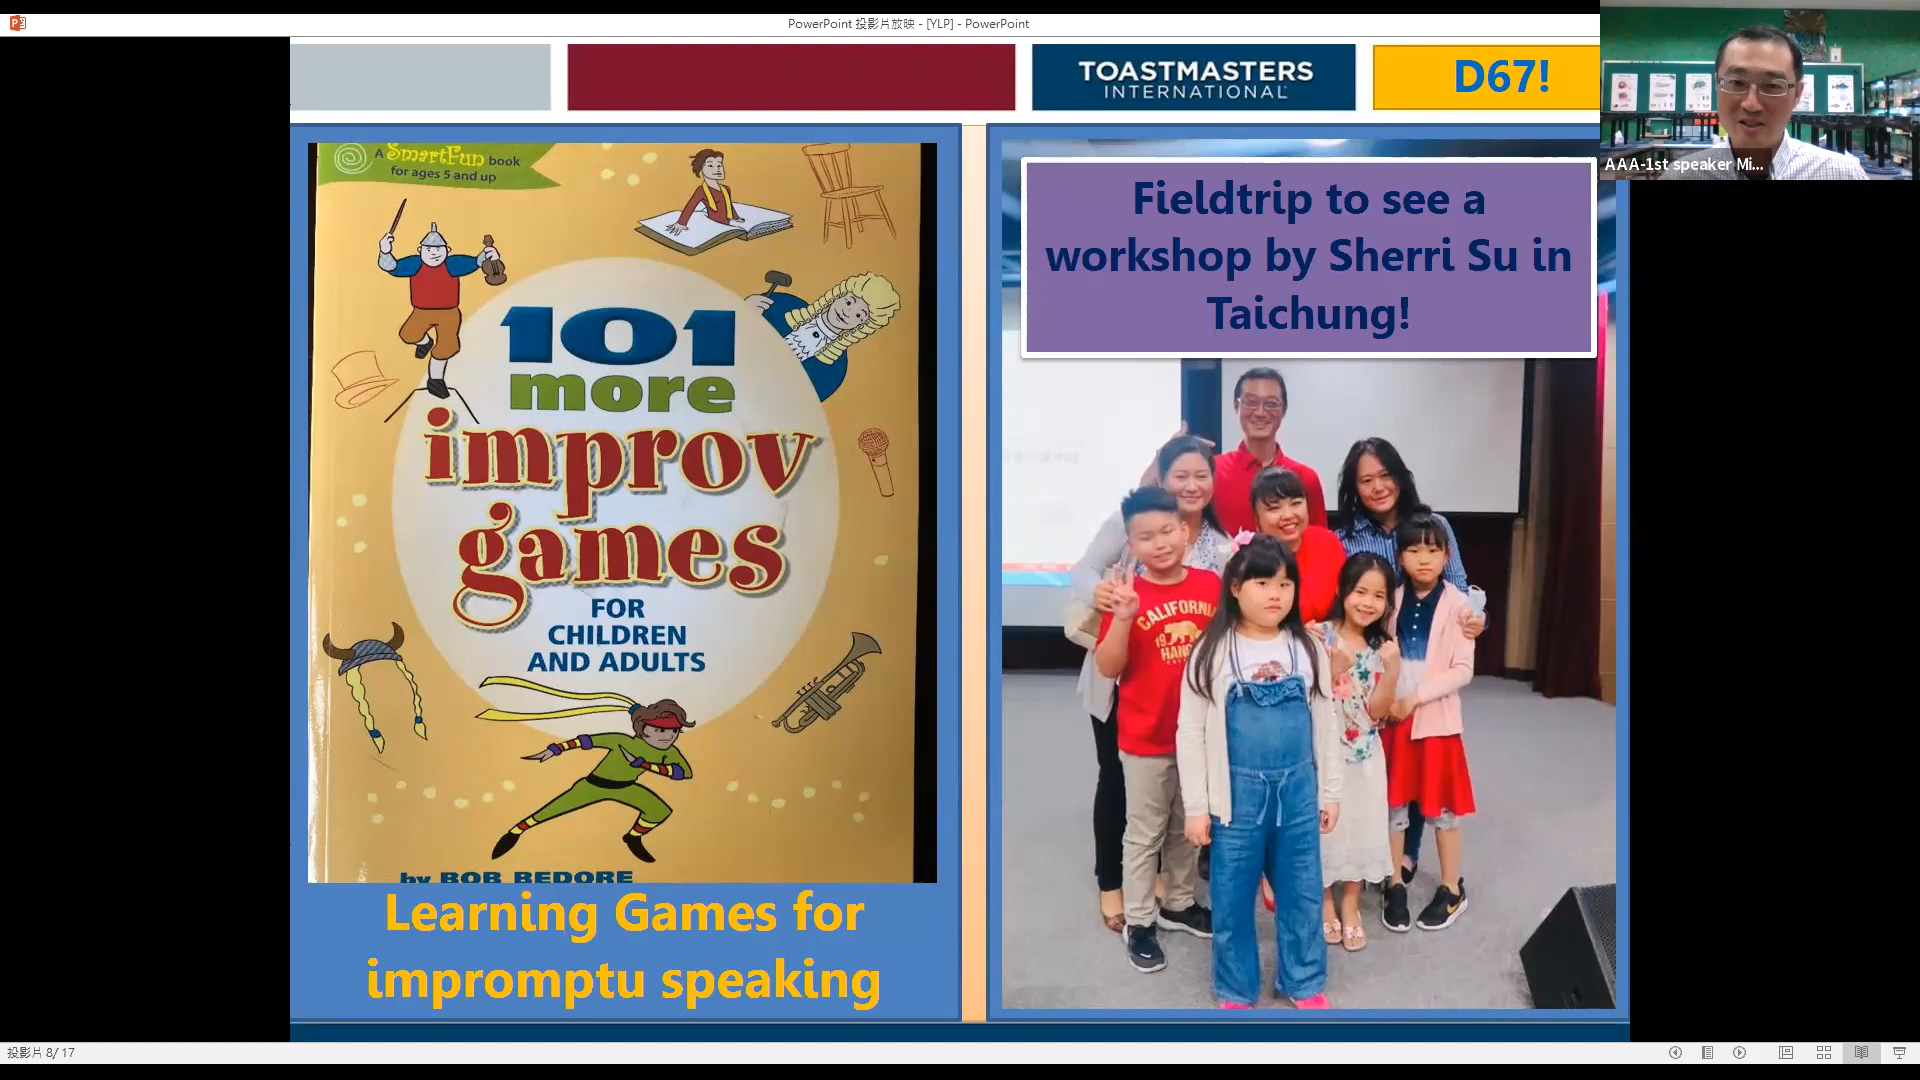 PowerPoint 投影片放映 - [YLP] - PowerPoint
TOASTMASTERS
INTERNATIONAL
D67!
AAA-1st speaker Mi...
A SmartFun book
for ages 5 and up
101
more
improv
games
FOR
CHILDREN
AND ADULTS
by BOB BEDORE
Learning Games for
impromptu speaking
Fieldtrip to see a
workshop by Sherri Su in
Taichung!
CALIFORNIA
投影片 8/ 17